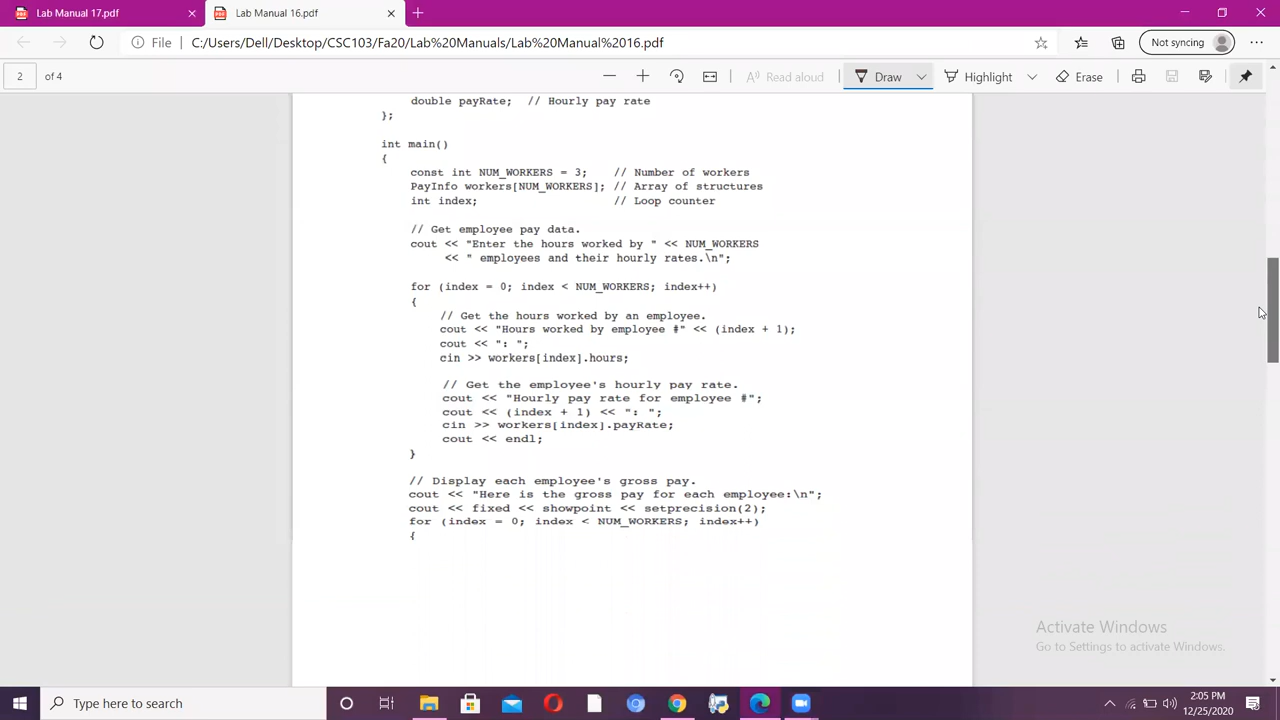 Lab Manual 17.pdf
Lab Manual 16.pdf
File
C:/Users/Dell/Desktop/CSC103/Fa20/Lab%20Manuals/Lab%20Manual%2016.pdf
Not syncing
2 of 4
Read aloud
Draw
Highlight
Erase
double payRate; // Hourly pay rate
};
int main()
{
const int NUM_WORKERS = 3; // Number of workers
PayInfo workers[NUM_WORKERS]; // Array of structures
int index; // Loop counter
// Get employee pay data.
cout << "Enter the hours worked by " << NUM_WORKERS
<< " employees and their hourly rates.\n";
for (index = 0; index < NUM_WORKERS; index++)
{
// Get the hours worked by an employee.
cout << "Hours worked by employee #" << (index + 1);
cout << ": ";
cin >> workers[index].hours;
// Get the employee's hourly pay rate.
cout << "Hourly pay rate for employee #";
cout << (index + 1) << ": ";
cin >> workers[index].payRate;
cout << endl;
}
// Display each employee's gross pay.
cout << "Here is the gross pay for each employee:\n";
cout << fixed << showpoint << setprecision(2);
for (index = 0; index < NUM_WORKERS; index++)
{
Activate Windows
Go to Settings to activate Windows.
Type here to search
2:05 PM
12/25/2020